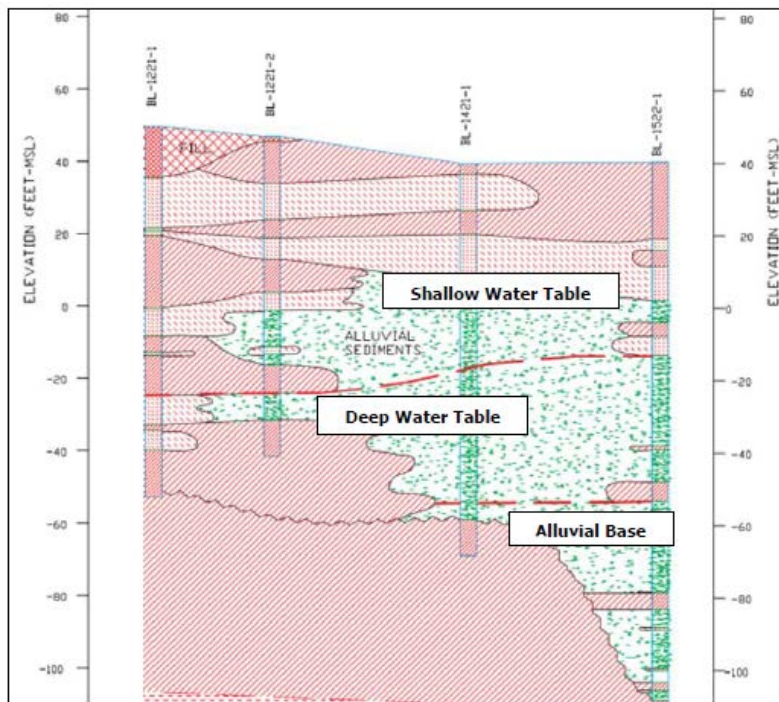 80
60
40
20
0
-20
-40
-60
-80
-100
ELEVATION (FEET-MSL)
BL-1221-1
BL-1221-2
BL-1421-1
BL-1522-1
FILL
Shallow Water Table
ALLUVIAL
SEDIMENTS
Deep Water Table
Alluvial Base
80
60
40
20
0
-20
-40
-60
-80
-100
ELEVATION (FEET-MSL)